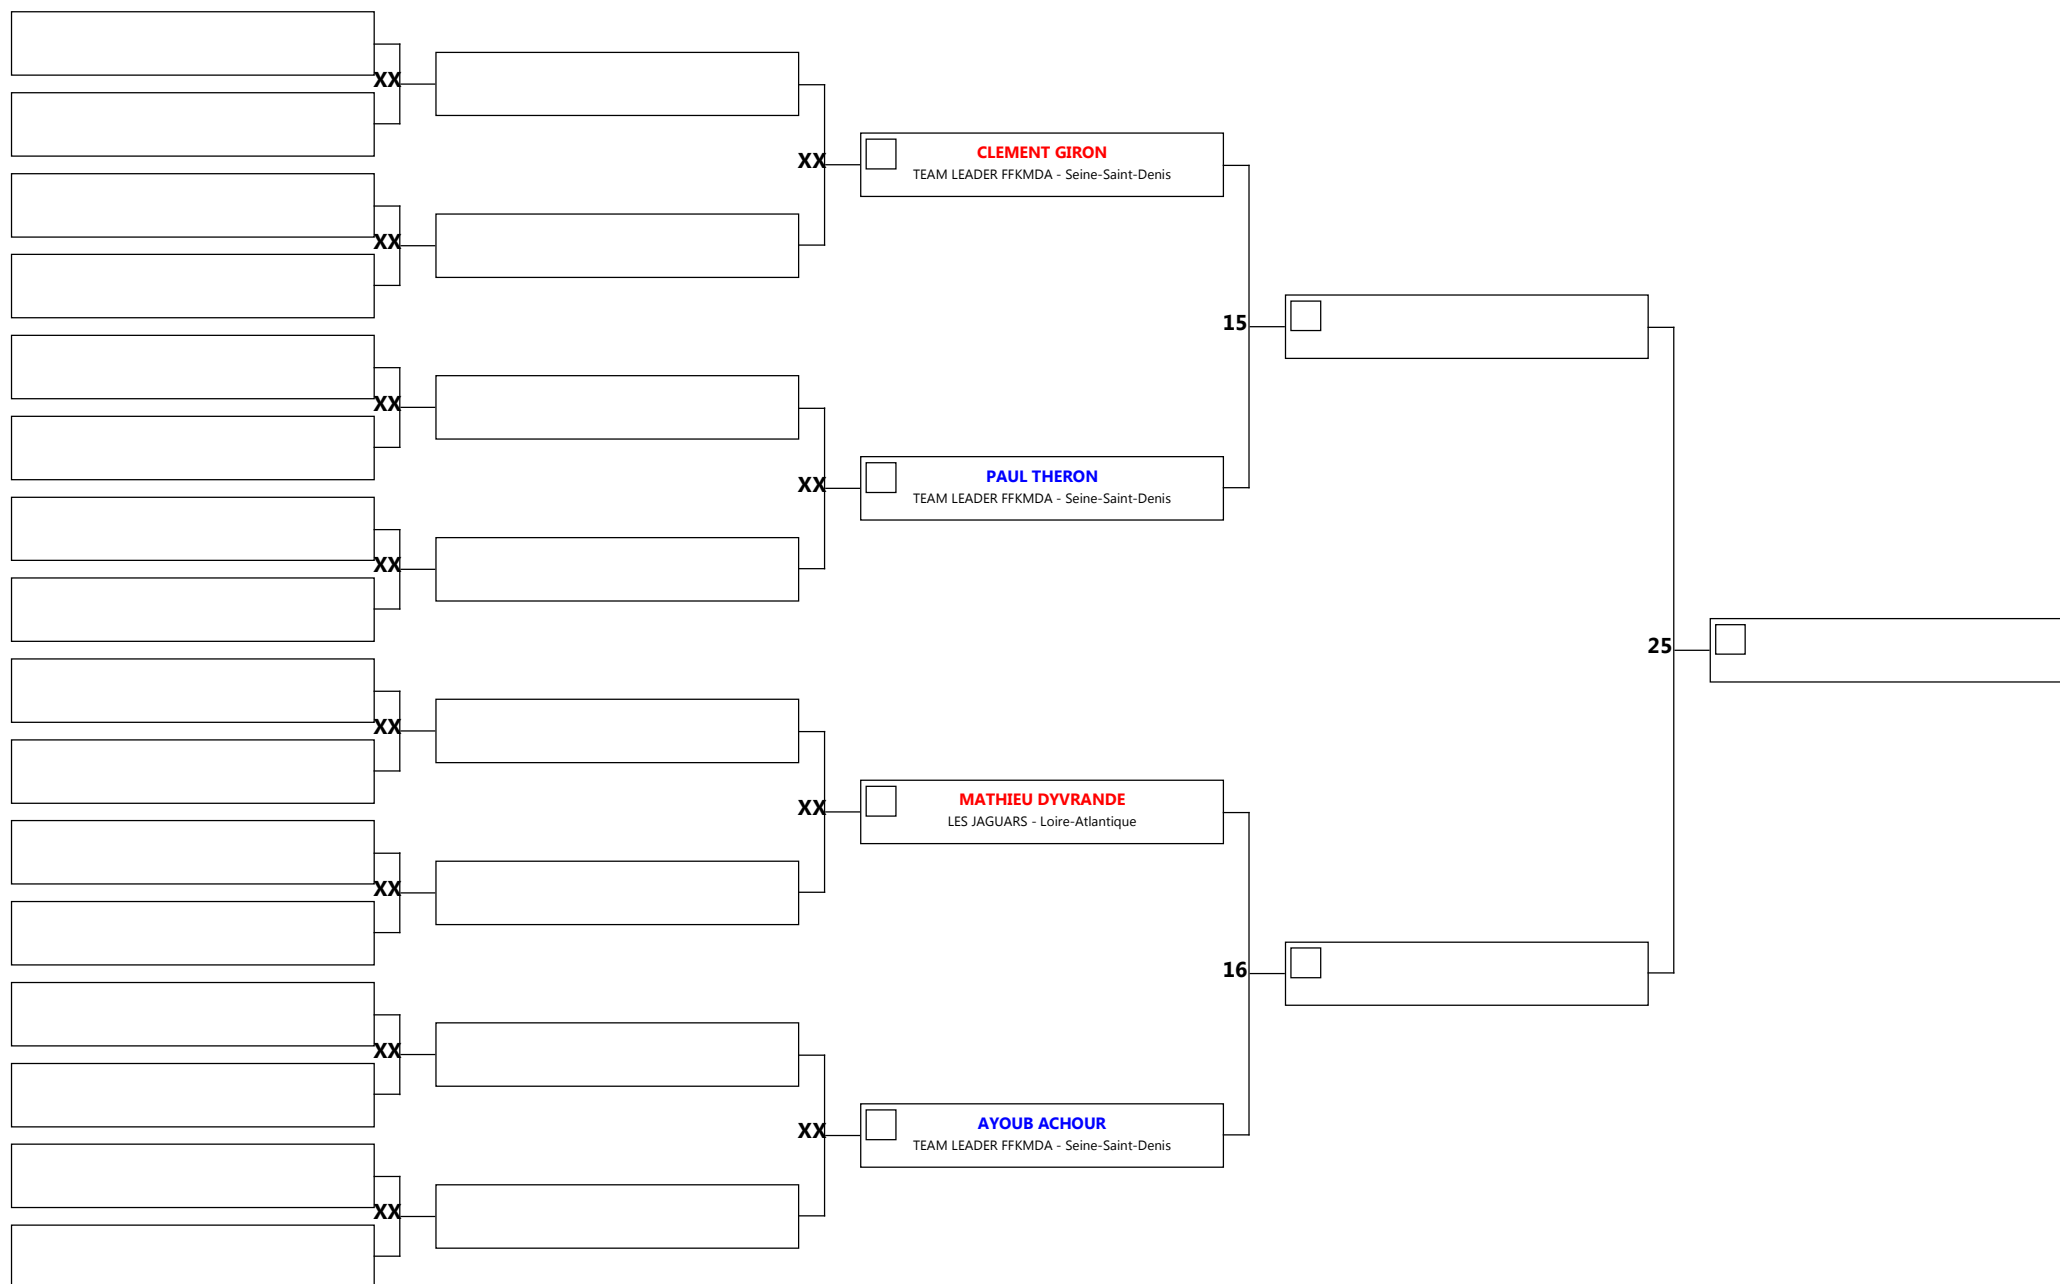 XX
XX
CLEMENT GIRON
TEAM LEADER FFKMDA - Seine-Saint-Denis
XX
15
XX
XX
PAUL THERON
TEAM LEADER FFKMDA - Seine-Saint-Denis
XX
25
XX
XX
MATHIEU DYVRANDE
LES JAGUARS - Loire-Atlantique
XX
16
XX
XX
AYOUB ACHOUR
TEAM LEADER FFKMDA - Seine-Saint-Denis
XX